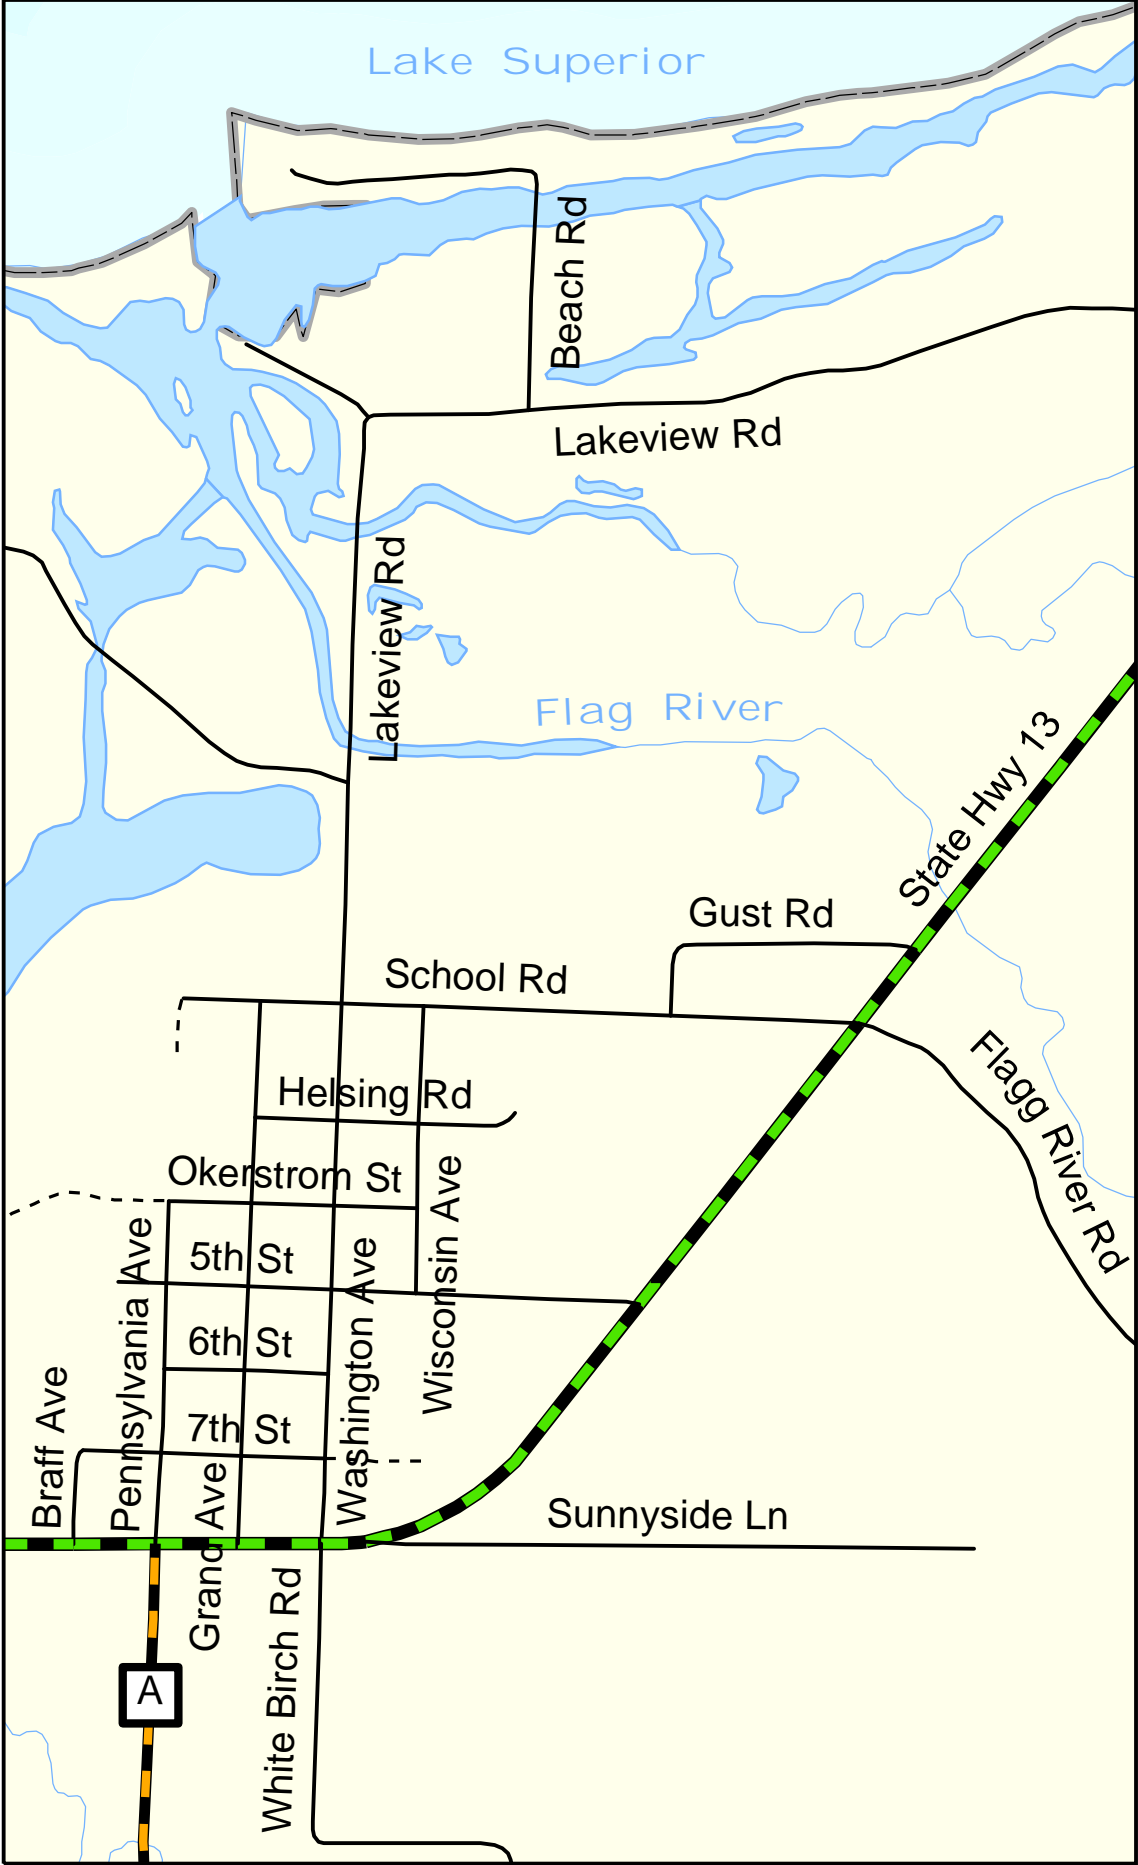 Lake Superior
Beach Rd
Lakeview Rd
Lakeview Rd
Flag River
State Hwy 13
Gust Rd
School Rd
Flagg River Rd
Helsing Rd
Okerstrom St
Wisconsin Ave
5th St
Pennsylvania Ave
Washington Ave
6th St
Braff Ave
7th St
Grand Ave
Sunnyside Ln
White Birch Rd
A